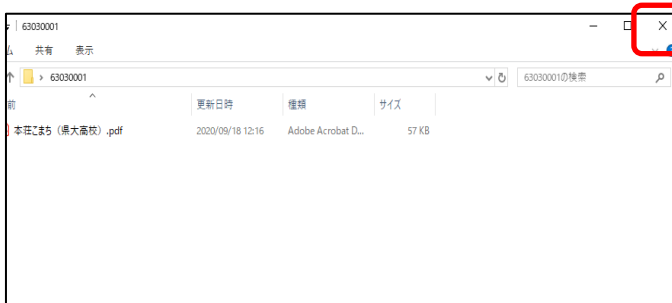 63030001
ム 共有 表示
63030001 63030001の検索
前 更新日時 種類 サイズ
本荘こまち（県大高校）.pdf 2020/09/18 12:16 Adobe Acrobat D... 57 KB